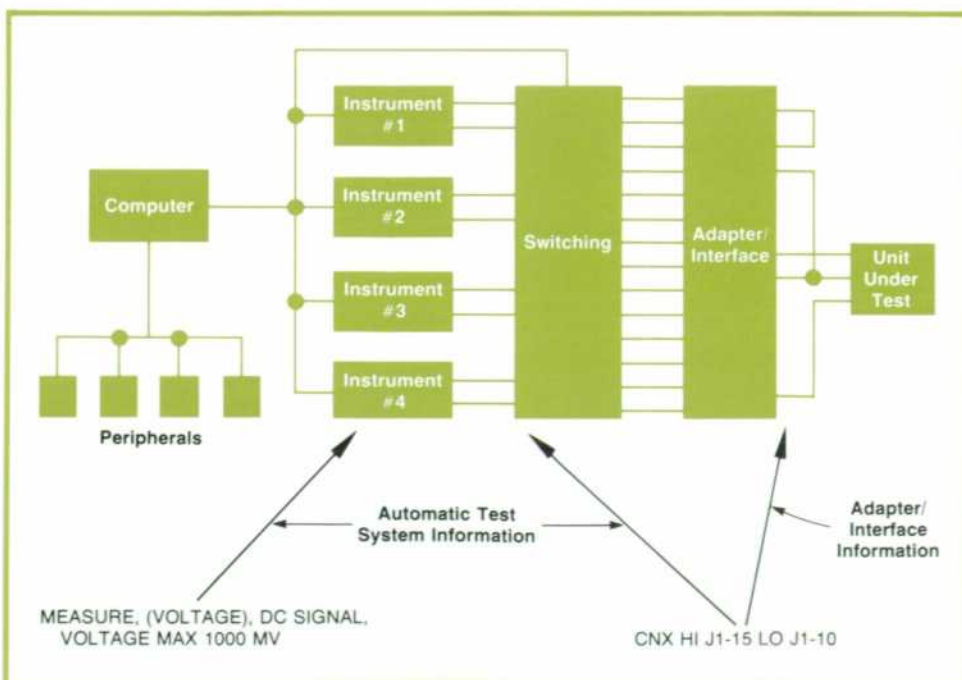 Instrument
#1
Computer
Instrument
#2
Switching
Adapter/
Interface
Unit
Under
Test
Instrument
#3
Instrument
#4
Peripherals
Automatic Test
System Information
Adapter/
Interface
Information
MEASURE, (VOLTAGE), DC SIGNAL,
VOLTAGE MAX 1000 MV
CNX HI J1-15 LO J1-10